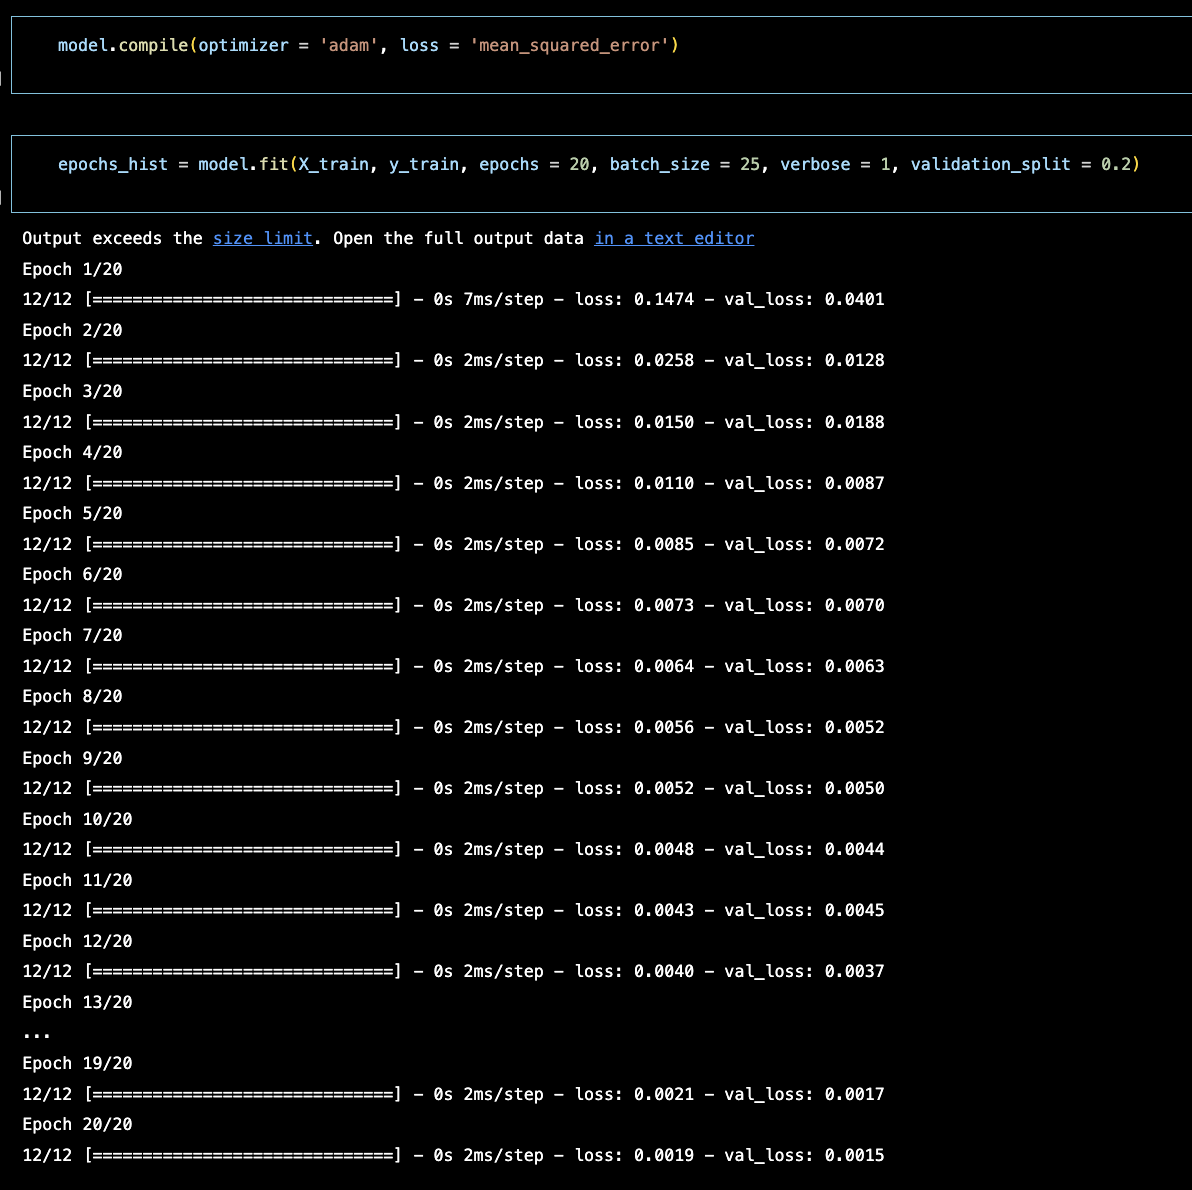 model.compile(optimizer = 'adam', loss = 'mean_squared_error')
epochs_hist = model.fit(X_train, y_train, epochs = 20, batch_size = 25, verbose = 1, validation_split = 0.2)
Output exceeds the size limit. Open the full output data in a text editor
Epoch 1/20
12/12 [==============================] - 0s 7ms/step - loss: 0.1474 - val_loss: 0.0401
Epoch 2/20
12/12 [==============================] - 0s 2ms/step - loss: 0.0258 - val_loss: 0.0128
Epoch 3/20
12/12 [==============================] - 0s 2ms/step - loss: 0.0150 - val_loss: 0.0188
Epoch 4/20
12/12 [==============================] - 0s 2ms/step - loss: 0.0110 - val_loss: 0.0087
Epoch 5/20
12/12 [==============================] - 0s 2ms/step - loss: 0.0085 - val_loss: 0.0072
Epoch 6/20
12/12 [==============================] - 0s 2ms/step - loss: 0.0073 - val_loss: 0.0070
Epoch 7/20
12/12 [==============================] - 0s 2ms/step - loss: 0.0064 - val_loss: 0.0063
Epoch 8/20
12/12 [==============================] - 0s 2ms/step - loss: 0.0056 - val_loss: 0.0052
Epoch 9/20
12/12 [==============================] - 0s 2ms/step - loss: 0.0052 - val_loss: 0.0050
Epoch 10/20
12/12 [==============================] - 0s 2ms/step - loss: 0.0048 - val_loss: 0.0044
Epoch 11/20
12/12 [==============================] - 0s 2ms/step - loss: 0.0043 - val_loss: 0.0045
Epoch 12/20
12/12 [==============================] - 0s 2ms/step - loss: 0.0040 - val_loss: 0.0037
Epoch 13/20
...
Epoch 19/20
12/12 [==============================] - 0s 2ms/step - loss: 0.0021 - val_loss: 0.0017
Epoch 20/20
12/12 [==============================] - 0s 2ms/step - loss: 0.0019 - val_loss: 0.0015